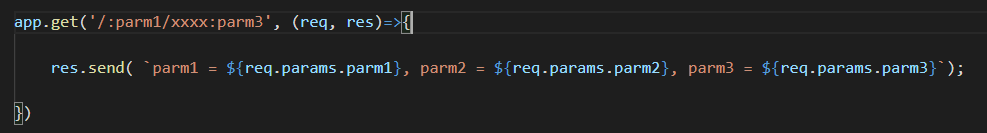 app.get('/:parm1/xxxx:parm3', (req, res)=>{
res.send( `parm1 = ${req.params.parm1}, parm2 = ${req.params.parm2}, parm3 = ${req.params.parm3}`);
})